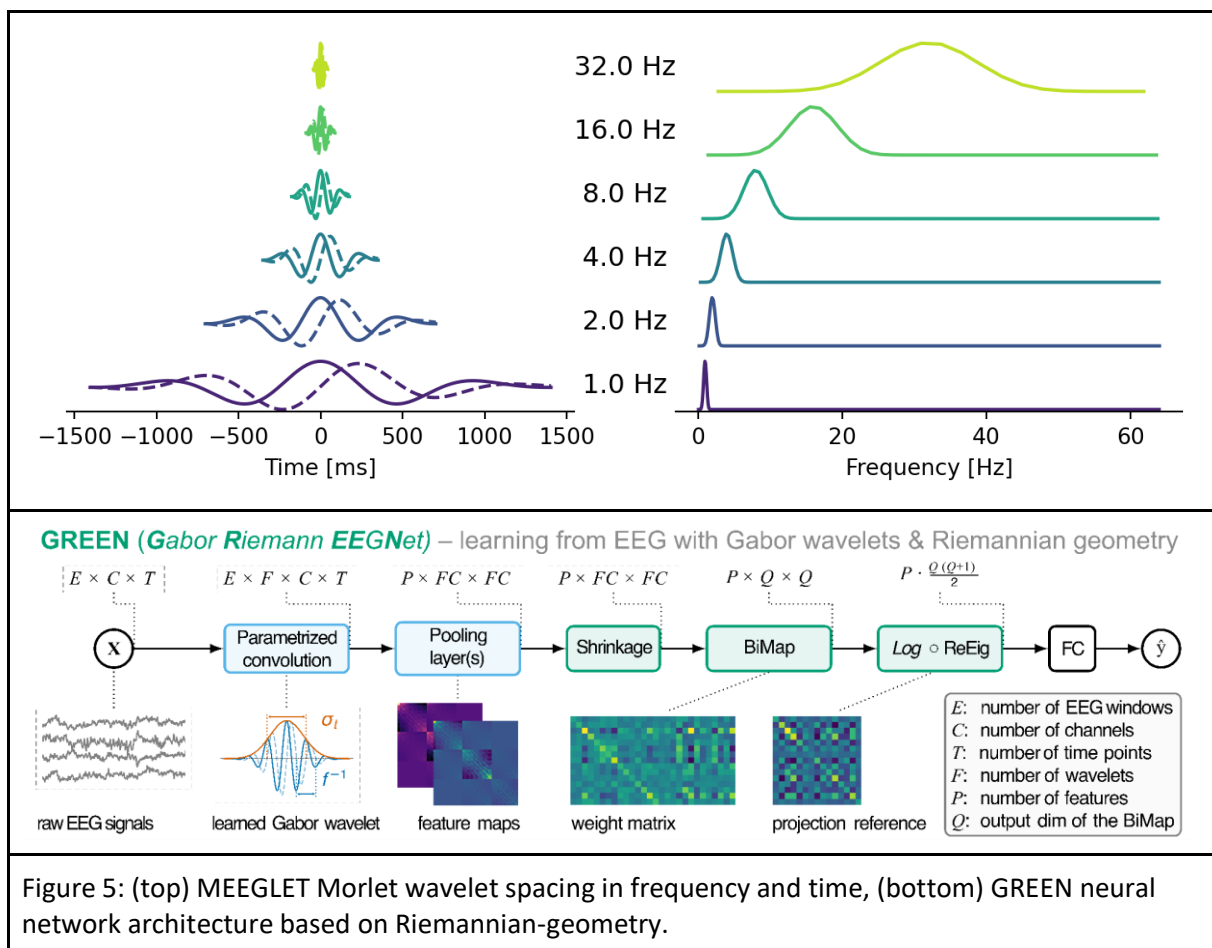 32.0 Hz
16.0 Hz
8.0 Hz
4.0 Hz
2.0 Hz
1.0 Hz
−1500 −1000 −500 0 500 1000 1500
Time [ms]
0 20 40 60
Frequency [Hz]
GREEN (Gabor Riemann EEGNet) – learning from EEG with Gabor wavelets & Riemannian geometry
E × C × T
E × F × C × T
P × FC × FC
P × FC × FC
P × Q × Q
P · Q (Q+1) / 2
X
Parametrized
convolution
Pooling
layer(s)
Shrinkage
BiMap
Log ○ ReEig
FC
ŷ
σt
f −1
raw EEG signals
learned Gabor wavelet
feature maps
weight matrix
projection reference
E: number of EEG windows
C: number of channels
T: number of time points
F: number of wavelets
P: number of features
Q: output dim of the BiMap
Figure 5: (top) MEEGLET Morlet wavelet spacing in frequency and time, (bottom) GREEN neural
network architecture based on Riemannian-geometry.